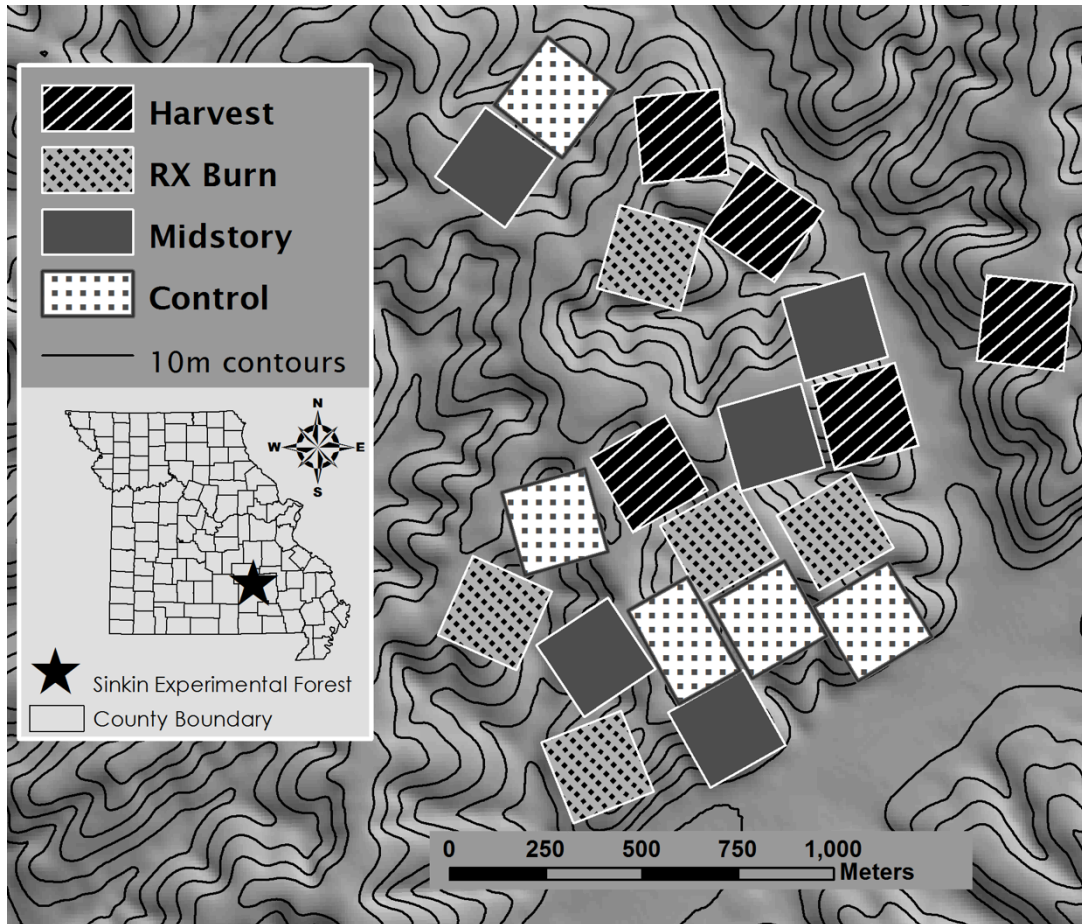 Harvest
RX Burn
Midstory
Control
10m contours
N
W E
S
Sinkin Experimental Forest
County Boundary
0 250 500 750 1,000
Meters